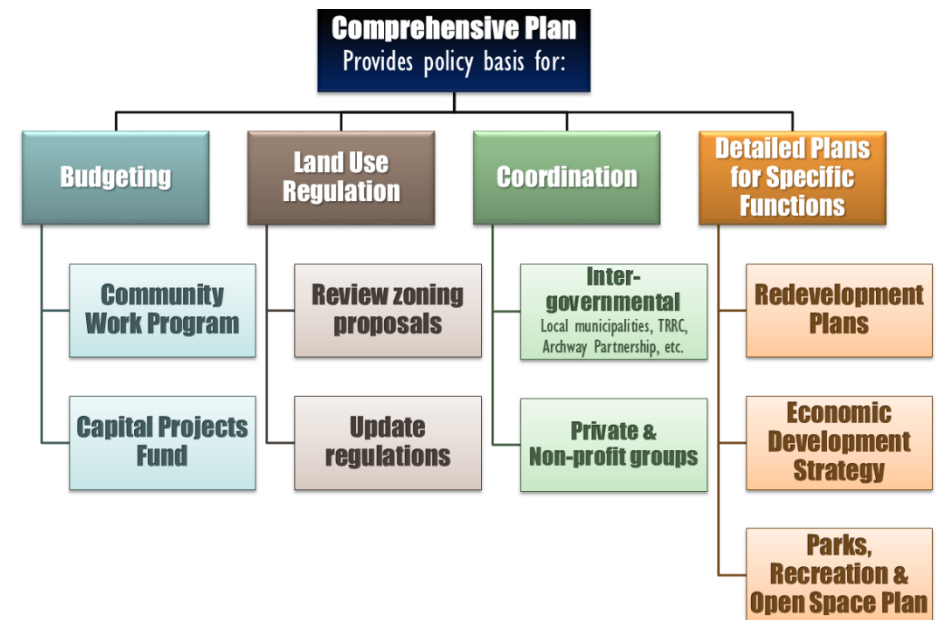 Comprehensive Plan
Provides policy basis for:
Budgeting
Community
Work Program
Capital Projects
Fund
Land Use
Regulation
Review zoning
proposals
Update
regulations
Coordination
Inter-
governmental
Local municipalities, TRRC,
Archway Partnership, etc.
Private &
Non-profit groups
Detailed Plans
for Specific
Functions
Redevelopment
Plans
Economic
Development
Strategy
Parks,
Recreation &
Open Space Plan